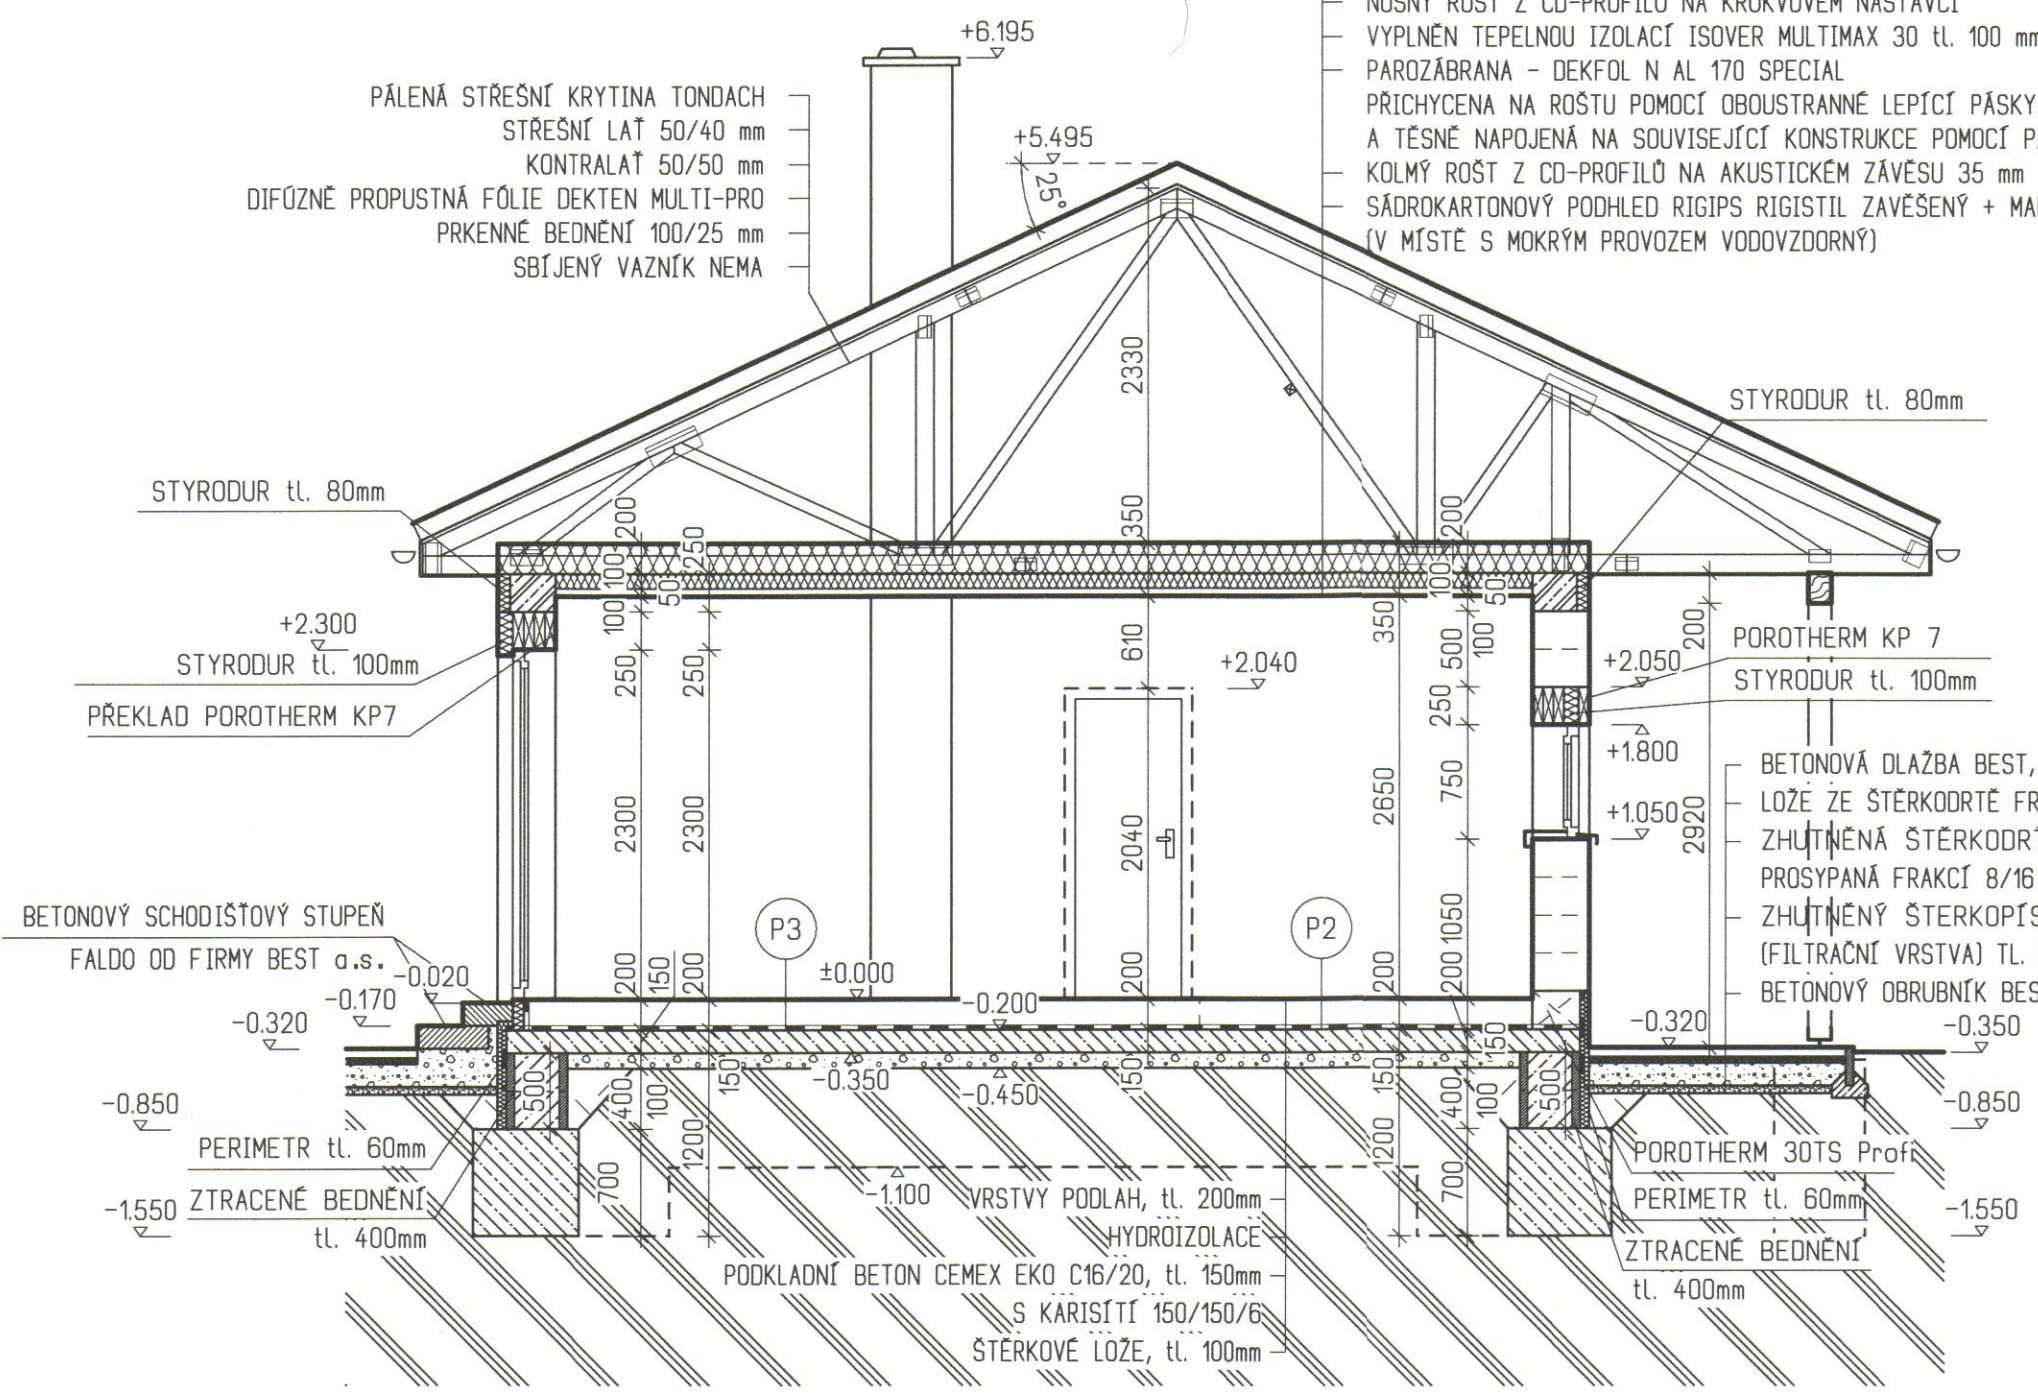 NOSNÝ ROŠT Z CD-PROFILŮ NA KROKVOVÉM NÁSTAVCI
VYPLNĚN TEPELNOU IZOLACÍ ISOVER MULTIMAX 30 tl. 100 mm
PAROZÁBRANA - DEKFOL N AL 170 SPECIAL
PŘICHYCENA NA ROŠTU POMOCÍ OBOUSTRANNÉ LEPÍCÍ PÁSKY
A TĚSNĚ NAPOJENÁ NA SOUVISEJÍCÍ KONSTRUKCE POMOCÍ
KOLMÝ ROŠT Z CD-PROFILŮ NA AKUSTICKÉM ZÁVĚSU 35 mm
SÁDROKARTONOVÝ PODHLED RIGIPS RIGISTIL ZAVĚŠENÝ +
(V MÍSTĚ S MOKRÝM PROVOZEM VODOVZDORNÝ)
+6.195
PÁLENÁ STŘEŠNÍ KRYTINA TONDACH
STŘEŠNÍ LAŤ 50/40 mm
KONTRALAŤ 50/50 mm
DIFÚZNĚ PROPUSTNÁ FÓLIE DEKTEN MULTI-PRO
PRKENNÉ BEDNĚNÍ 100/25 mm
SBÍJENÝ VAZNÍK NEMA
+5.495
25°
2330
350
STYRODUR tl. 80mm
STYRODUR tl. 80mm
200
250
100
50
100
200
100
50
350
500
100
610
250
250
+2.300
STYRODUR tl. 100mm
PŘEKLAD POROTHERM KP7
+2.040
+2.050
200
POROTHERM KP 7
STYRODUR tl. 100mm
250
+1.800
750
+1.050
2300
2300
2040
2650
2920
BETONOVÁ DLAŽBA BEST,
LOŽE ZE ŠTĚRKODRTĚ
ZHUTNĚNÁ
PROSYPANÁ FRAKCÍ 8/16
ZHUTNĚNÝ
(FILTRAČNÍ VRSTVA) TL.
BETONOVÝ OBRUBNÍK
BETONOVÝ SCHODIŠŤOVÝ STUPEŇ
FALDO OD FIRMY BEST a.s.
P3
P2
1050
200
150
200
±0.000
200
200
200
-0.020
-0.170
-0.320
-0.200
-0.320
-0.350
150
-0.350
-0.450
150
150
150
500
400
100
400
100
500
-0.850
-0.850
PERIMETR tl. 60mm
ZTRACENÉ BEDNĚNÍ
tl. 400mm
-1.550
700
1200
-1.100
1200
700
POROTHERM 30TS Profi
PERIMETR tl. 60mm
ZTRACENÉ BEDNĚNÍ
tl. 400mm
-1.550
VRSTVY PODLAH, tl. 200mm
HYDROIZOLACE
PODKLADNÍ BETON CEMEX EKO C16/20, tl. 150mm
S KARISÍTÍ 150/150/6
ŠTĚRKOVÉ LOŽE, tl. 100mm